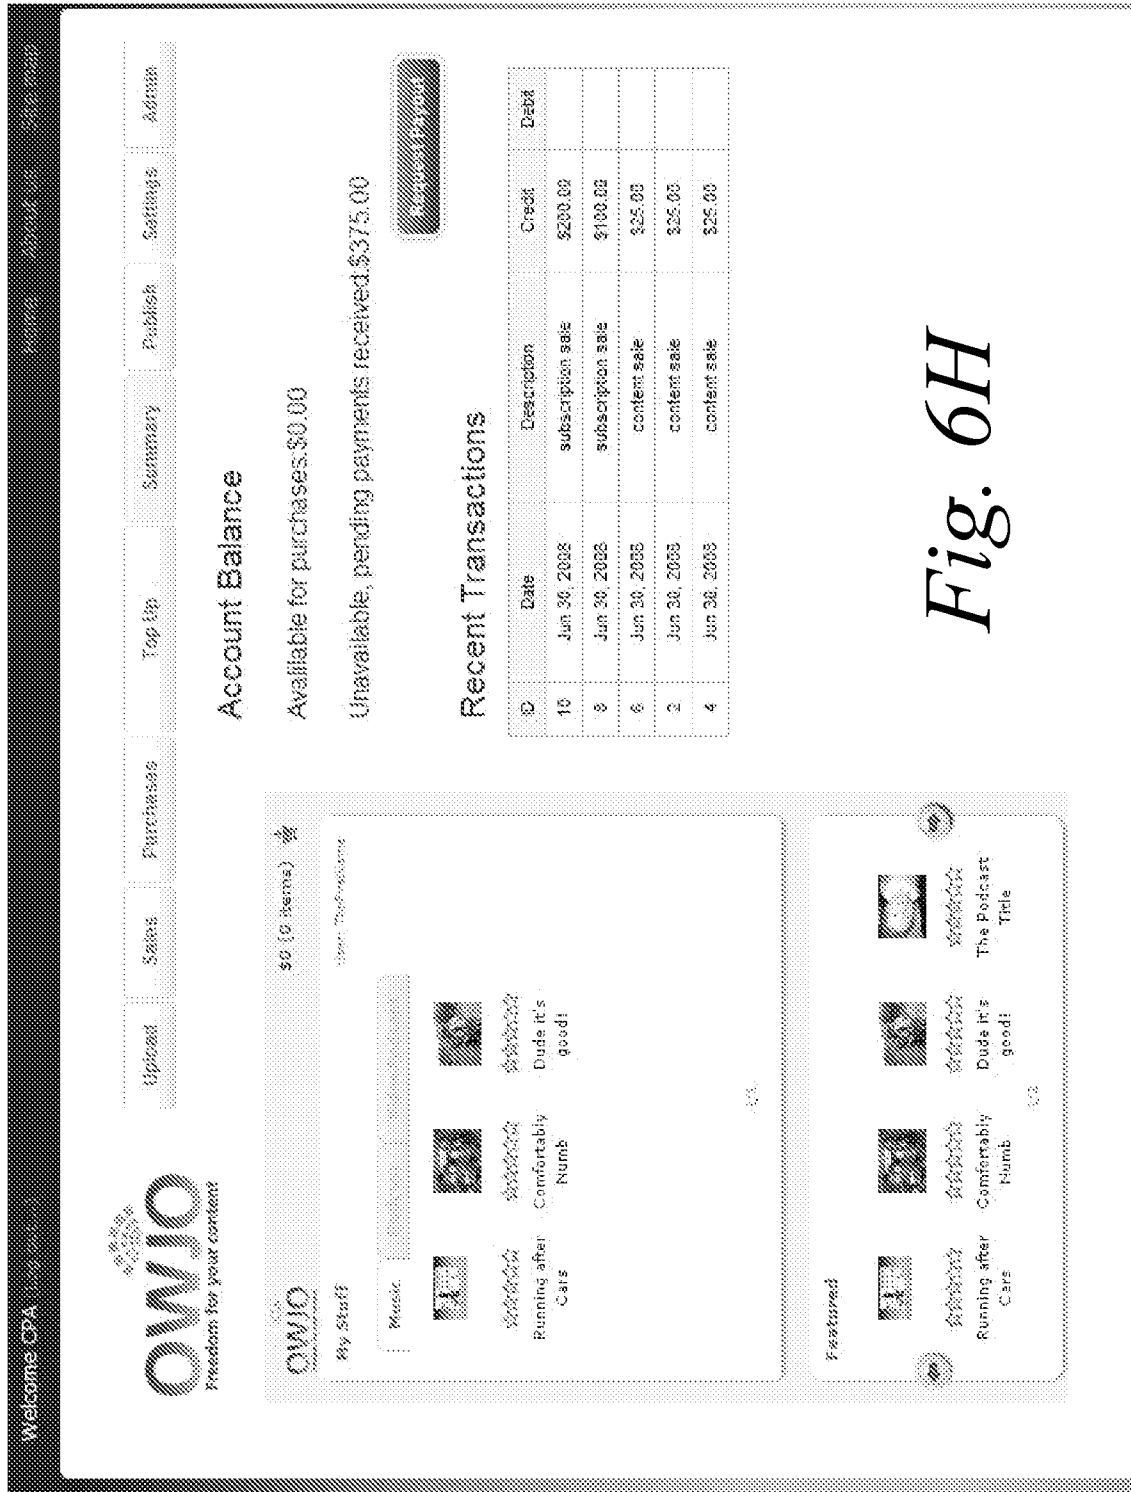 Welcome CPA
OWJO
Freedom for your content
Upload Sales Purchases Top Up Summary Publish Settings Admin
OWJO
$0 (0 items)
My Stuff
Music
Running after Comfortably Dude it's
Cars Numb good!
Featured
Running after Comfortably Dude it's The Podcast
Cars Numb good! Title
Account Balance
Available for purchases:$0.00
Unavailable, pending payments received:$375.00
Request Payout
Recent Transactions
ID Date Description Credit Debit
10 Jun 30, 2008 subscription sale $200.00
8 Jun 30, 2008 subscription sale $100.00
6 Jun 30, 2008 content sale $25.00
2 Jun 30, 2008 content sale $25.00
4 Jun 30, 2008 content sale $25.00
Fig. 6H